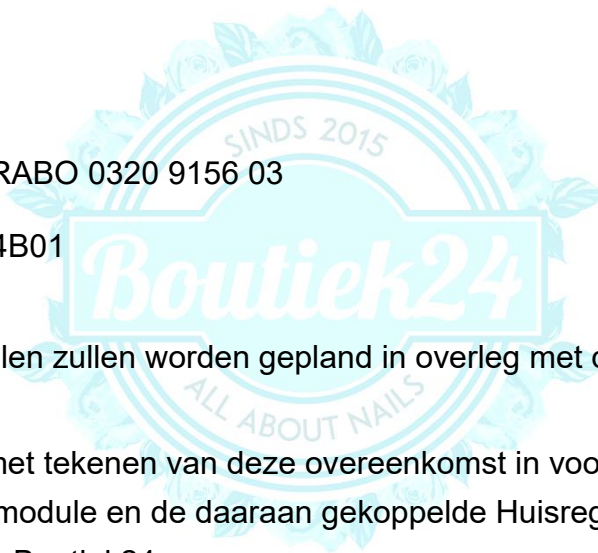 SINDS 2015
RABO 0320 9156 03
4B01
Boutiek24
len zullen worden gepland in overleg met
ALL ABOUT NAILS
net tekenen van deze overeenkomst in voo
module en de daaraan gekoppelde Huisreg